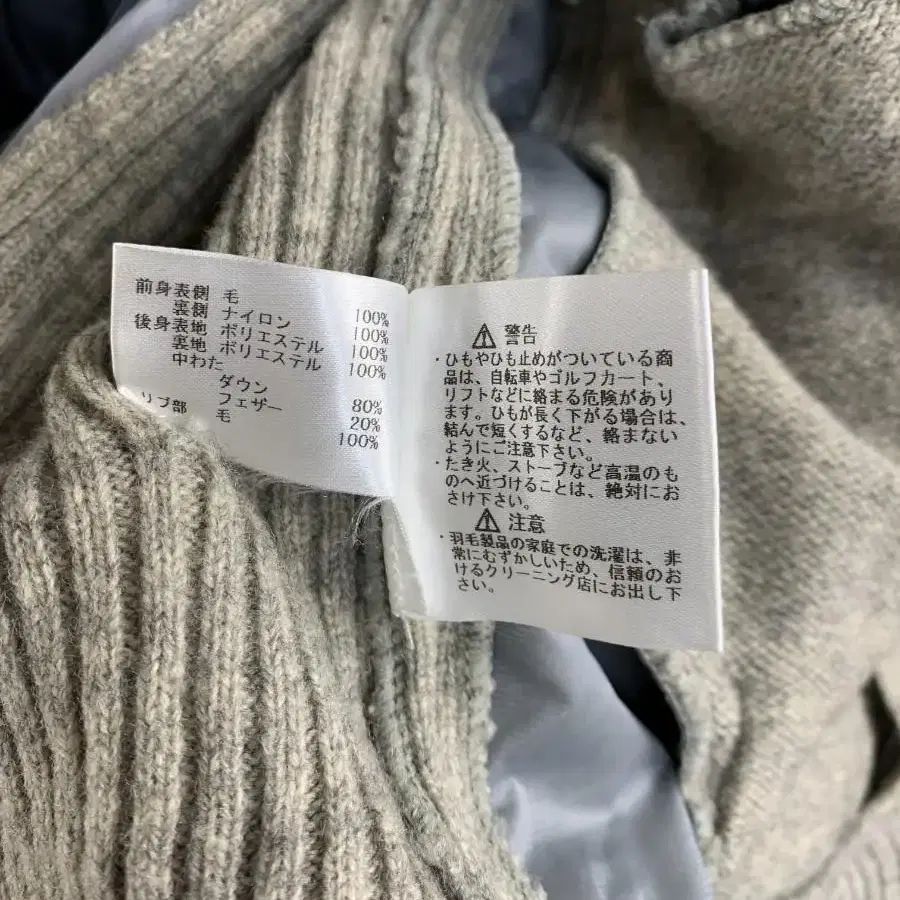 前身表側 毛 100%
裏側 ナイロン 100%
後身表地 ポリエステル 100%
裏地 ポリエステル 100%
中わた
ダウン 80%
フェザー 20%
リブ部 毛 100%
⚠ 警告
・ひもやひも止めがついている商
品は、自転車やゴルフカート、
リフトなどに絡まる危険があり
ます。ひもが長く下がる場合は、
結んで短くするなど、絡まない
ようにご注意下さい。
・たき火、ストーブなど高温のも
のへ近づけることは、絶対にお
さけ下さい。
⚠ 注意
・羽毛製品の家庭での洗濯は、非
常にむずかしいため、信頼のお
けるクリーニング店にお出し下
さい。